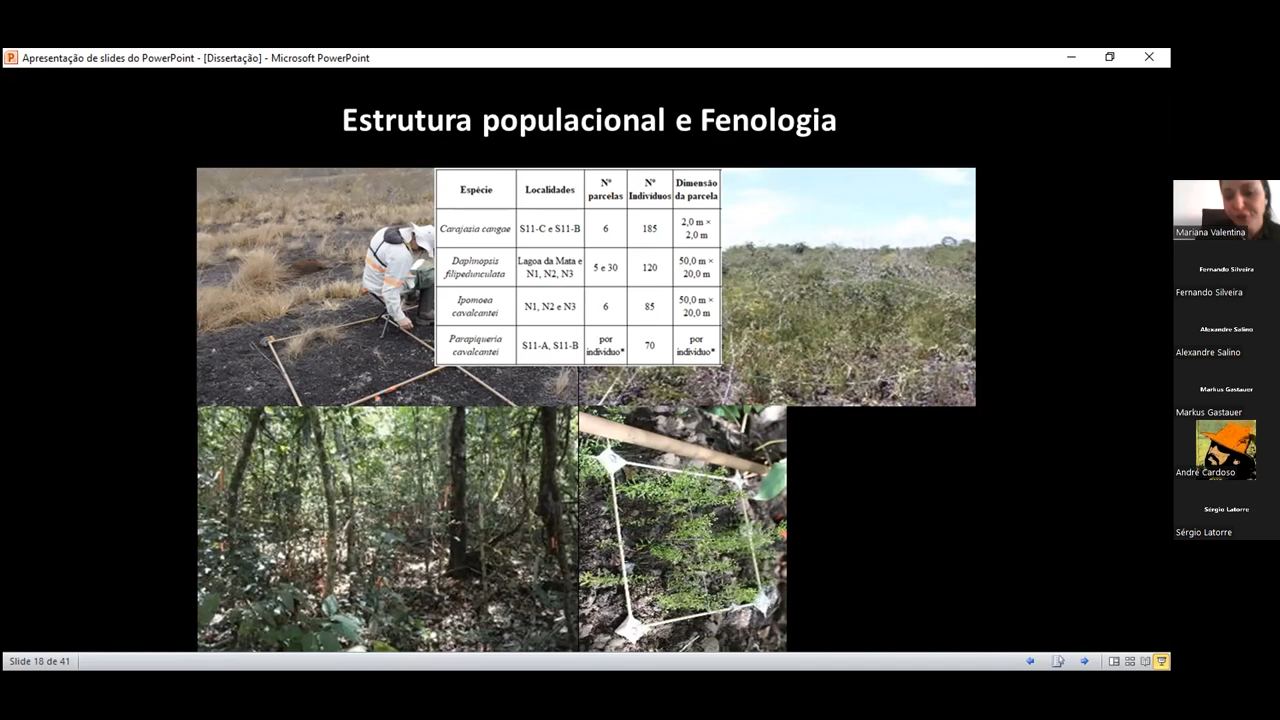 Apresentação de slides do PowerPoint - [Dissertação] - Microsoft PowerPoint
Estrutura populacional e Fenologia
Espécie
Localidades
Nº
parcelas
Nº
Indivíduos
Dimensão
da parcela
Carajasia cangae
S11-C e S11-B
6
185
2,0 m ×
2,0 m
Daphnopsis
filipedunculata
Lagoa da Mata e
N1, N2, N3
5 e 30
120
50,0 m ×
20,0 m
Ipomoea
cavalcantei
N1, N2 e N3
6
85
50,0 m ×
20,0 m
Parapiqueria
cavalcantei
S11-A, S11-B
por
indivíduo*
70
por
indivíduo*
Slide 18 de 41
Mariana Valentina
Fernando Silveira
Fernando Silveira
Alexandre Salino
Alexandre Salino
Markus Gastauer
Markus Gastauer
André Cardoso
Sérgio Latorre
Sérgio Latorre